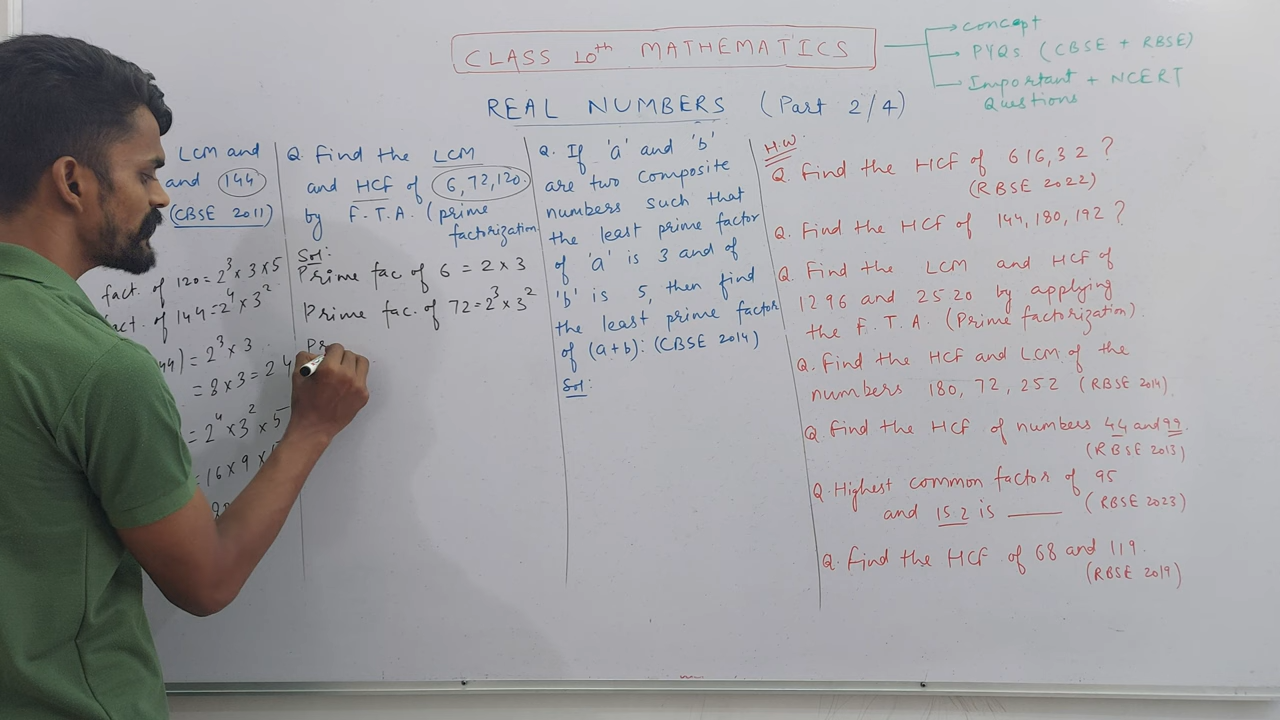 CLASS 10th MATHEMATICS
concept
PYQs (CBSE + RBSE)
Important + NCERT
Questions
REAL NUMBERS (Part 2/4)
LCM and
and 144
(CBSE 2011)
fact. of 120=2³×3×5
act. of 144=2⁴×3²
44) = 2³×3
= 8×3=24
= 2⁴×3²×5
=16×9×
Q. Find the LCM
and HCF of 6,72,120.
by F.T.A. (prime
factorization
Sol:
Prime fac. of 6 = 2×3
Prime fac. of 72=2³×3²
Pr
Q. If 'a' and 'b'
are two composite
numbers such that
the least prime factor
of 'a' is 3 and of
'b' is 5, then find
the least prime factor
of (a+b): (CBSE 2014)
Sol:
H.W
Q. Find the HCF of 616,32 ?
(RBSE 2022)
Q. Find the HCF of 144,180,192 ?
Q. Find the LCM and HCF of
1296 and 2520 by applying
the F.T.A. (Prime factorization).
Q. Find the HCF and LCM of the
numbers 180, 72, 252 (RBSE 2014)
Q. Find the HCF of numbers 44 and 99.
(RBSE 2013)
Q. Highest common factor of 95
and 152 is ____ (RBSE 2023)
Q. Find the HCF of 68 and 119.
(RBSE 2019)